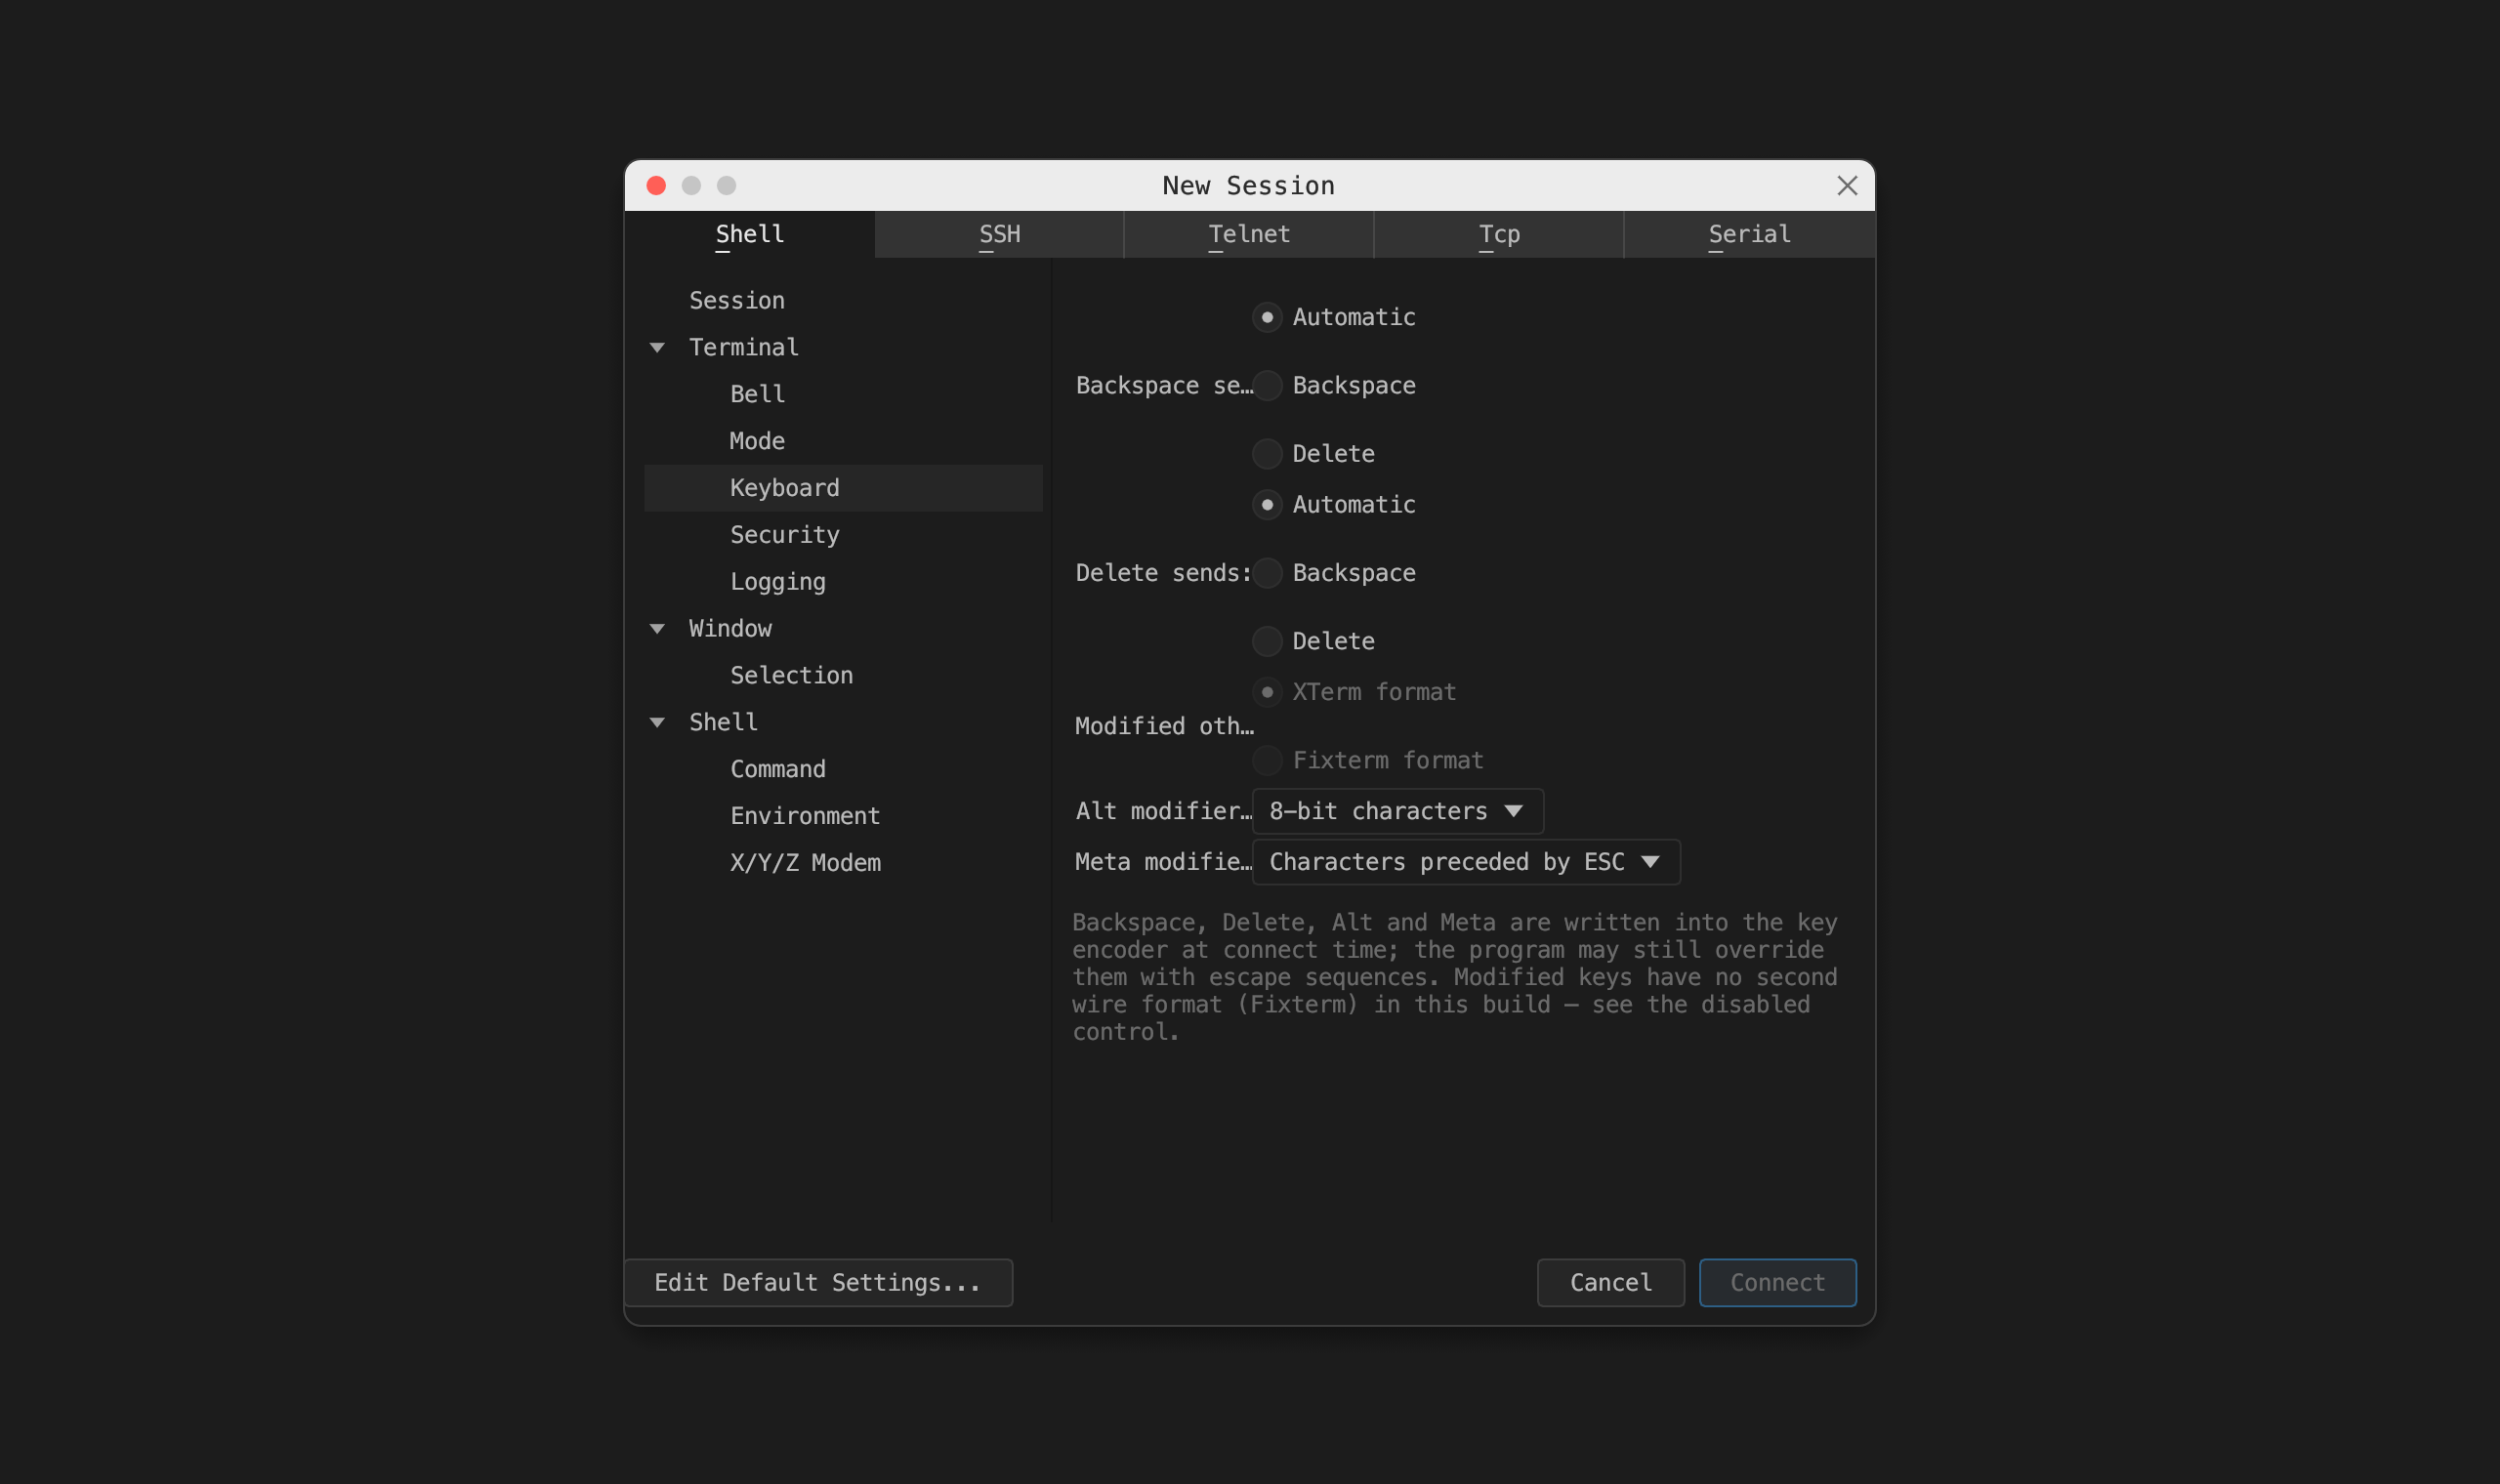 New Session
Shell SSH Telnet Tcp Serial
Session
Terminal
Bell
Mode
Keyboard
Security
Logging
Window
Selection
Shell
Command
Environment
X/Y/Z Modem
Automatic
Backspace se… Backspace
Delete
Automatic
Delete sends: Backspace
Delete
XTerm format
Modified oth…
Fixterm format
Alt modifier… 8-bit characters
Meta modifie… Characters preceded by ESC
Backspace, Delete, Alt and Meta are written into the key
encoder at connect time; the program may still override
them with escape sequences. Modified keys have no second
wire format (Fixterm) in this build — see the disabled
control.
Edit Default Settings... Cancel Connect